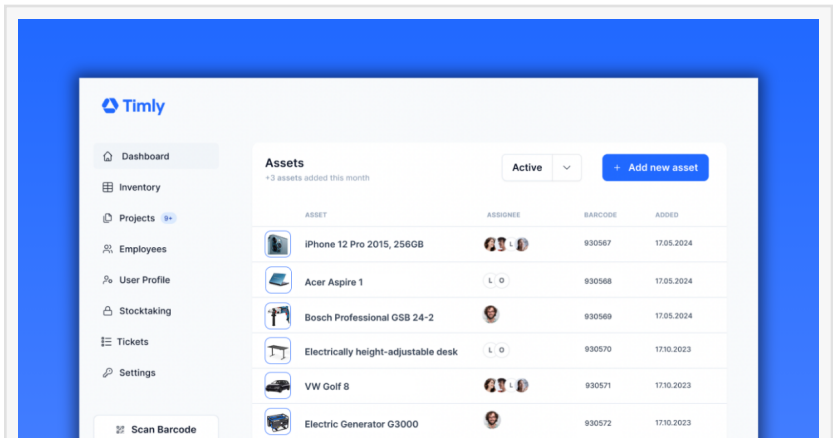 Timly
Dashboard
Inventory
Projects 9+
Employees
User Profile
Stocktaking
Tickets
Settings
Scan Barcode
Assets
+3 assets added this month
Active
+ Add new asset
ASSET ASSIGNEE BARCODE ADDED
iPhone 12 Pro 2015, 256GB L 930567 17.05.2024
Acer Aspire 1 L O 930568 17.05.2024
Bosch Professional GSB 24-2 930569 17.05.2024
Electrically height-adjustable desk L O 930570 17.10.2023
VW Golf 8 L 930571 17.10.2023
Electric Generator G3000 930572 17.10.2023